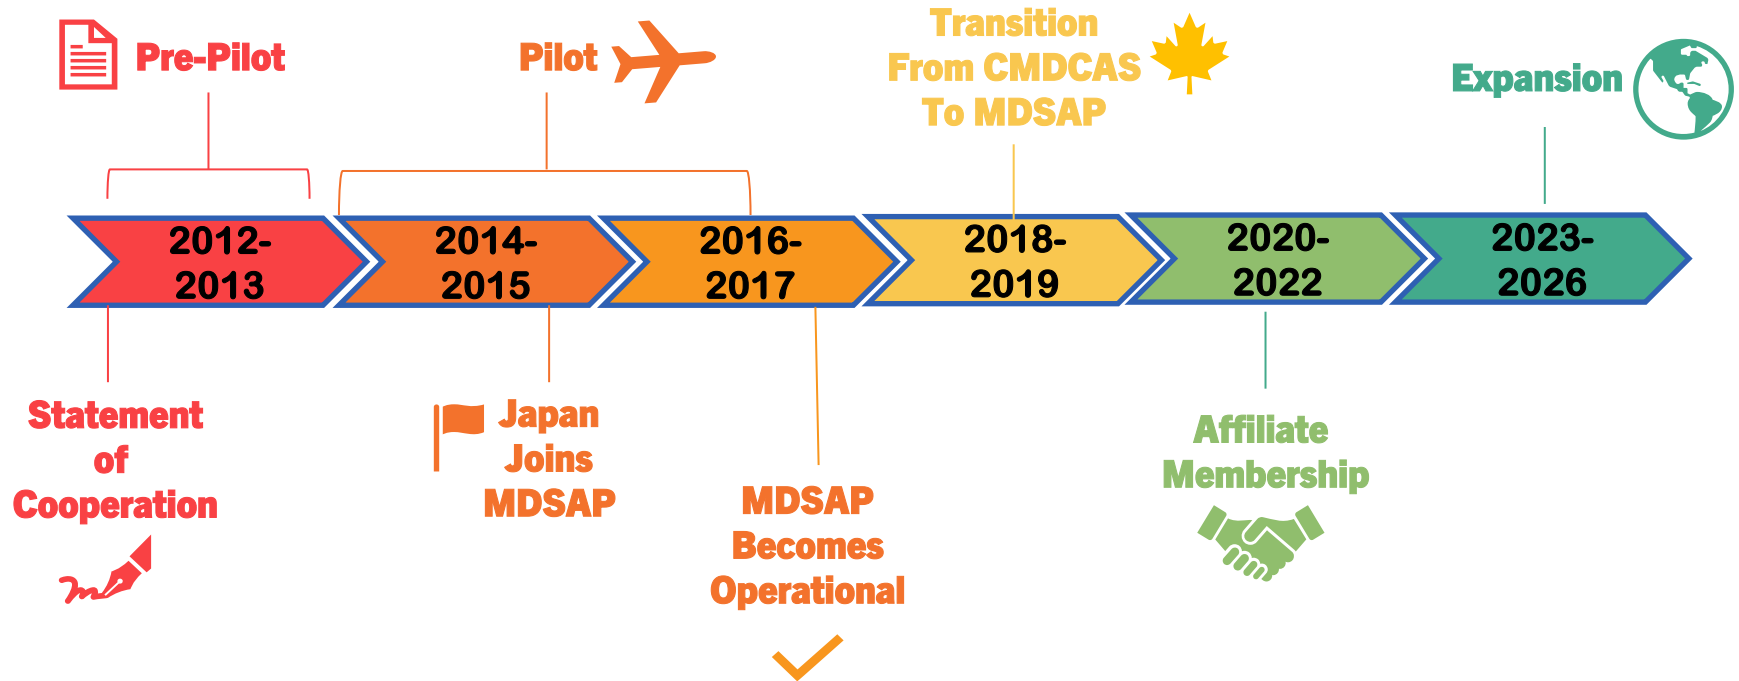 Pre-Pilot
Pilot
Transition
From CMDCAS
To MDSAP
Expansion
2012-
2013
2014-
2015
2016-
2017
2018-
2019
2020-
2022
2023-
2026
Statement
of
Cooperation
Japan
Joins
MDSAP
MDSAP
Becomes
Operational
Affiliate
Membership